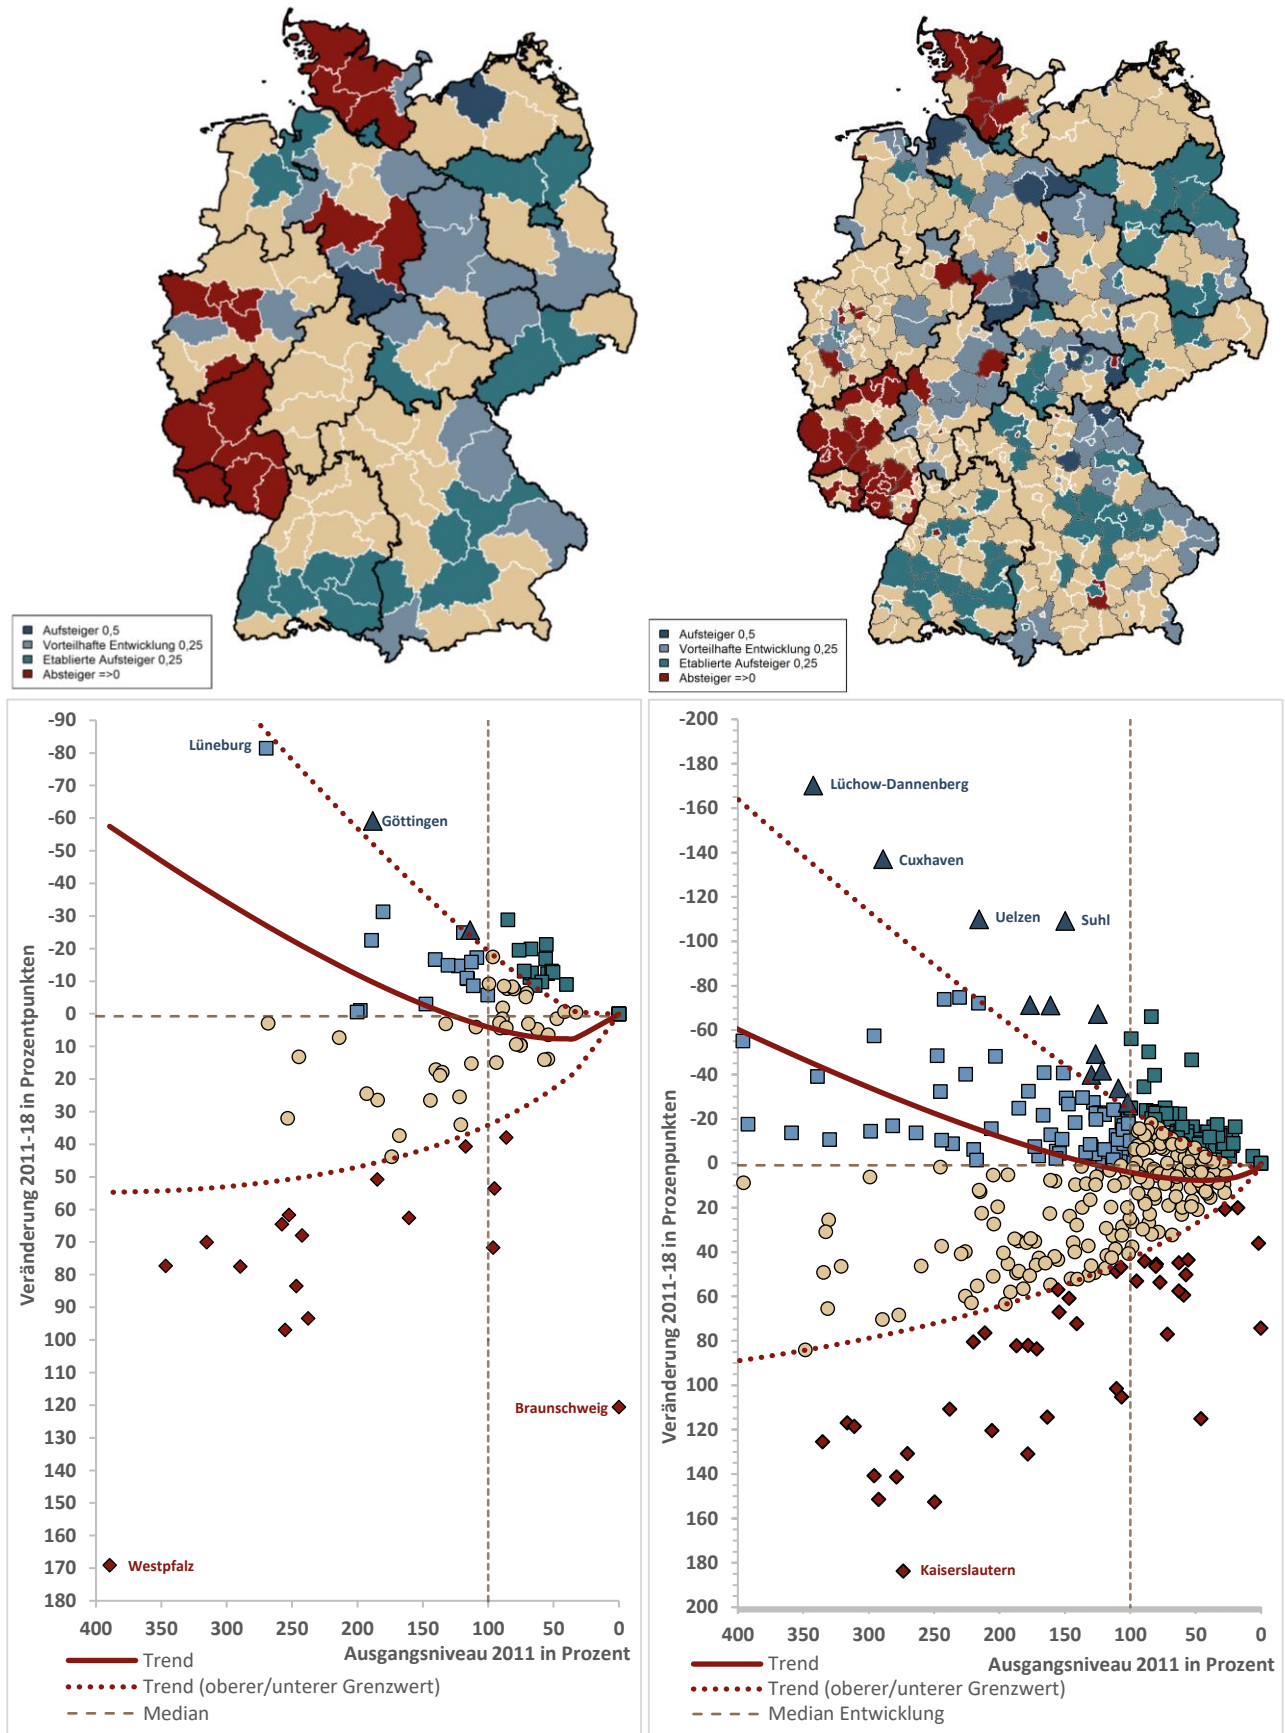 Aufsteiger 0,5
Vorteilhafte Entwicklung 0,25
Etablierte Aufsteiger 0,25
Absteiger =>0
Aufsteiger 0,5
Vorteilhafte Entwicklung 0,25
Etablierte Aufsteiger 0,25
Absteiger =>0
Veränderung 2011-18 in Prozentpunkten
-90
-80
-70
-60
-50
-40
-30
-20
-10
0
10
20
30
40
50
60
70
80
90
100
110
120
130
140
150
160
170
180
Lüneburg
Göttingen
Braunschweig
Westpfalz
400 350 300 250 200 150 100 50 0
Ausgangsniveau 2011 in Prozent
Trend
Trend (oberer/unterer Grenzwert)
Median
Veränderung 2011-18 in Prozenpunkten
-200
-180
-160
-140
-120
-100
-80
-60
-40
-20
0
20
40
60
80
100
120
140
160
180
200
Lüchow-Dannenberg
Cuxhaven
Uelzen
Suhl
Kaiserslautern
400 350 300 250 200 150 100 50 0
Ausgangsniveau 2011 in Prozent
Trend
Trend (oberer/unterer Grenzwert)
Median Entwicklung